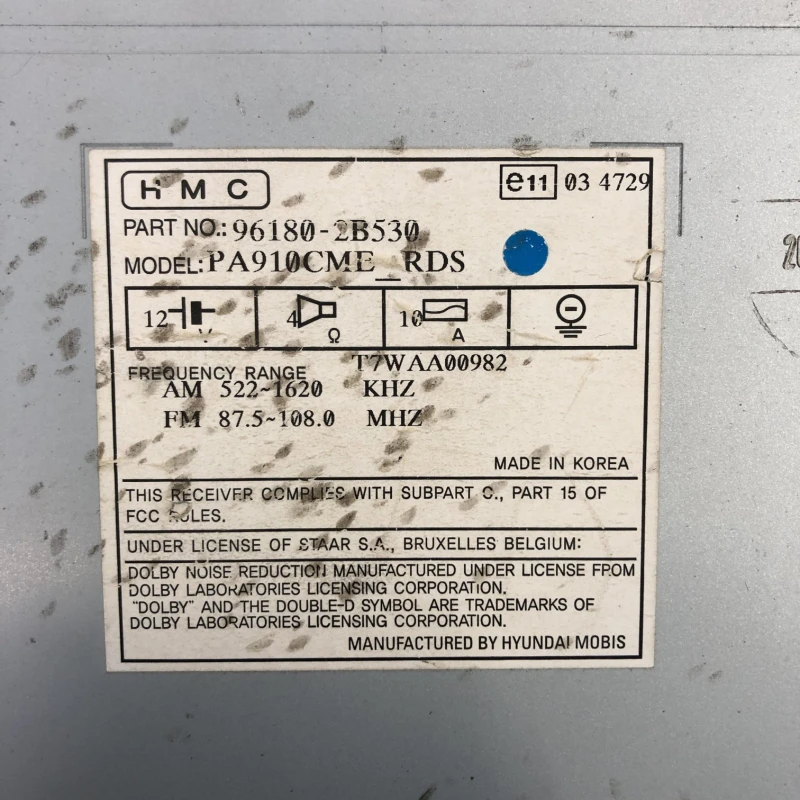 HMC
e11 03 4729
PART NO.: 96180-2B530
MODEL: PA910CME_RDS
12 V 4 Ω 10 A
T7WAA00982
FREQUENCY RANGE
AM 522~1620 KHZ
FM 87.5~108.0 MHZ
MADE IN KOREA
THIS RECEIVER COMPLIES WITH SUBPART C., PART 15 OF
FCC RULES.
UNDER LICENSE OF STAAR S.A., BRUXELLES BELGIUM:
DOLBY NOISE REDUCTION MANUFACTURED UNDER LICENSE FROM
DOLBY LABORATORIES LICENSING CORPORATION.
"DOLBY" AND THE DOUBLE-D SYMBOL ARE TRADEMARKS OF
DOLBY LABORATORIES LICENSING CORPORATION.
MANUFACTURED BY HYUNDAI MOBIS